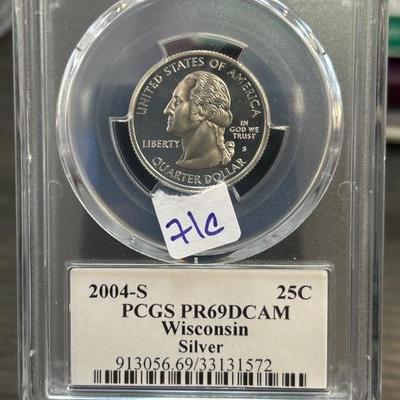 UNITED STATES OF AMERICA
LIBERTY
IN
GOD WE
TRUST
S
QUARTER DOLLAR
71C
2004-S 25C
PCGS PR69DCAM
Wisconsin
Silver
913056.69/33131572